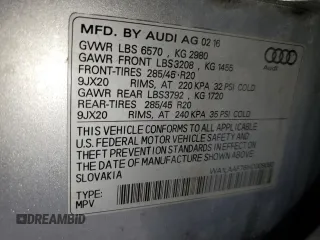 MFD. BY AUDI AG 02 16
GVWR LBS 6570 , KG 2980
GAWR FRONT LBS3208 , KG 1455
FRONT-TIRES 285/45 R20
9JX20 RIMS, AT 220 KPA 32 PSI COLD
GAWR REAR LBS3792 , KG 1720
REAR-TIRES 285/45 R20
9JX20 RIMS, AT 240 KPA 35 PSI COLD
THIS VEHICLE CONFORMS TO ALL APPLICABLE
U.S. FEDERAL MOTOR VEHICLE SAFETY AND
THEFT PREVENTION STANDARDS IN EFFECT ON
THE DATE OF MANUFACTURE SHOWN ABOVE.
SLOVAKIA
TYPE:
MPV
Audi
DREAMBID